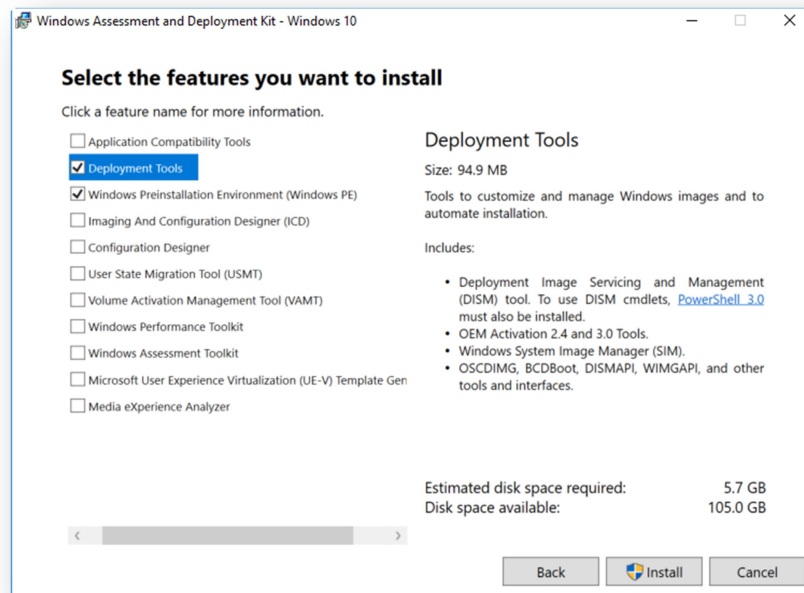 Windows Assessment and Deployment Kit - Windows 10
Select the features you want to install
Click a feature name for more information.
Application Compatibility Tools
Deployment Tools
Windows Preinstallation Environment (Windows PE)
Imaging And Configuration Designer (ICD)
Configuration Designer
User State Migration Tool (USMT)
Volume Activation Management Tool (VAMT)
Windows Performance Toolkit
Windows Assessment Toolkit
Microsoft User Experience Virtualization (UE-V) Template Gen
Media eXperience Analyzer
Deployment Tools
Size: 94.9 MB
Tools to customize and manage Windows images and to
automate installation.
Includes:
• Deployment Image Servicing and Management
(DISM) tool. To use DISM cmdlets, PowerShell 3.0
must also be installed.
• OEM Activation 2.4 and 3.0 Tools.
• Windows System Image Manager (SIM).
• OSCDIMG, BCDBoot, DISMAPI, WIMGAPI, and other
tools and interfaces.
Estimated disk space required: 5.7 GB
Disk space available: 105.0 GB
Back Install Cancel